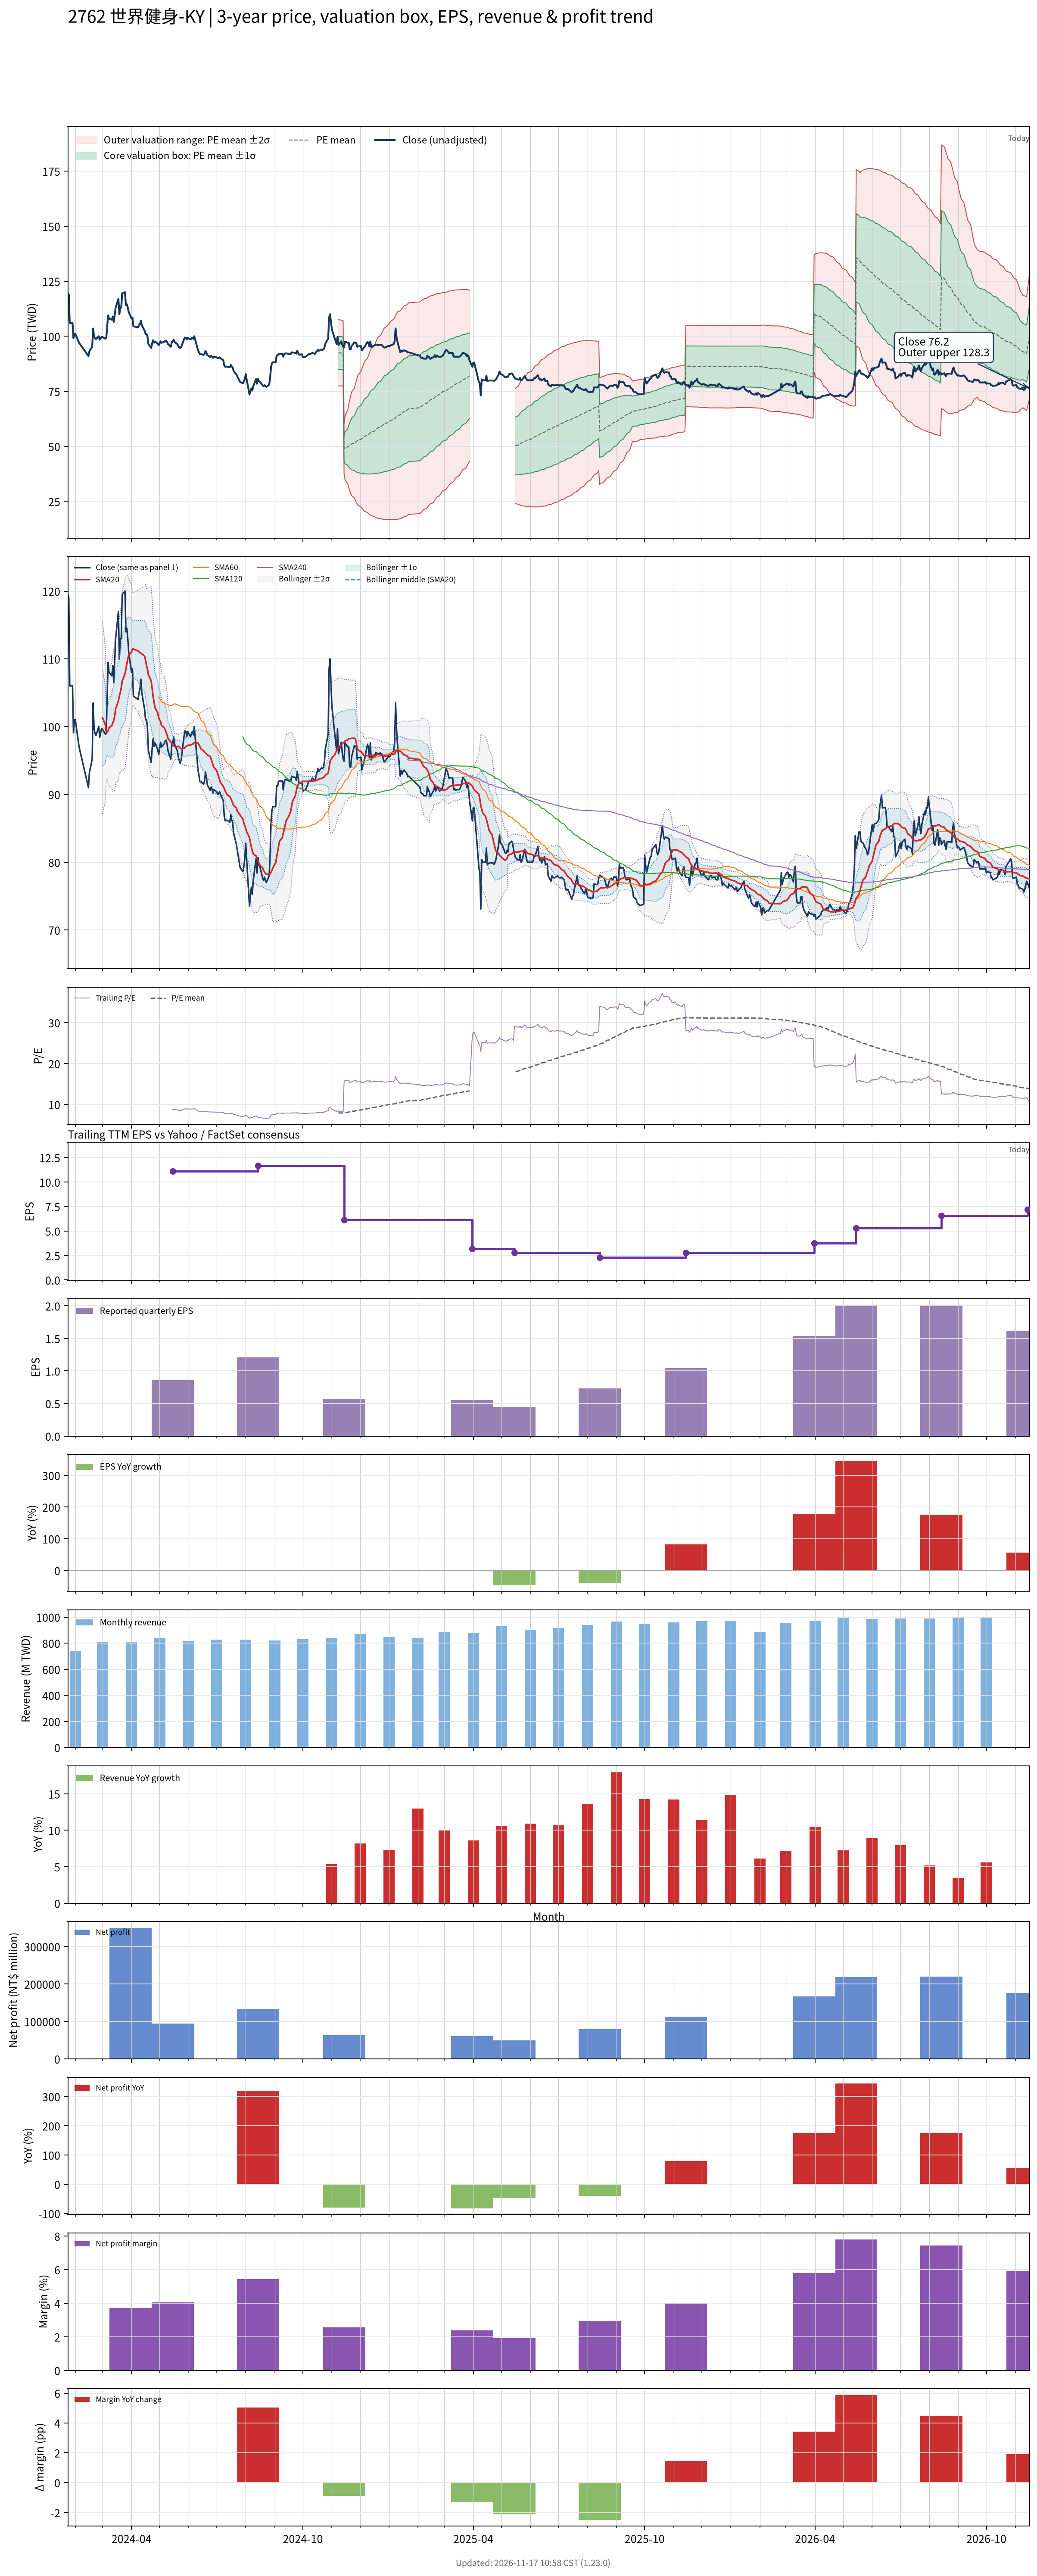 2762 世界健身-KY | 3-year price, valuation box, EPS, revenue & profit trend
Outer valuation range: PE mean ±2σ
PE mean
Close (unadjusted)
Core valuation box: PE mean ±1σ
Today
Price (TWD)
175
150
125
100
75
50
25
Close 76.2
Outer upper 128.3
Close (same as panel 1)
SMA60
SMA240
Bollinger ±1σ
SMA20
SMA120
Bollinger ±2σ
Bollinger middle (SMA20)
Price
120
110
100
90
80
70
Trailing P/E
P/E mean
P/E
30
20
10
Trailing TTM EPS vs Yahoo / FactSet consensus
Today
EPS
12.5
10.0
7.5
5.0
2.5
0.0
Reported quarterly EPS
EPS
2.0
1.5
1.0
0.5
0.0
EPS YoY growth
YoY (%)
300
200
100
0
Monthly revenue
Revenue (M TWD)
1000
800
600
400
200
0
Revenue YoY growth
YoY (%)
15
10
5
0
Month
Net profit
Net profit (NT$ million)
300000
200000
100000
0
Net profit YoY
YoY (%)
300
200
100
0
-100
Net profit margin
Margin (%)
8
6
4
2
0
Margin YoY change
Δ margin (pp)
6
4
2
0
-2
2024-04
2024-10
2025-04
2025-10
2026-04
2026-10
Updated: 2026-11-17 10:58 CST (1.23.0)